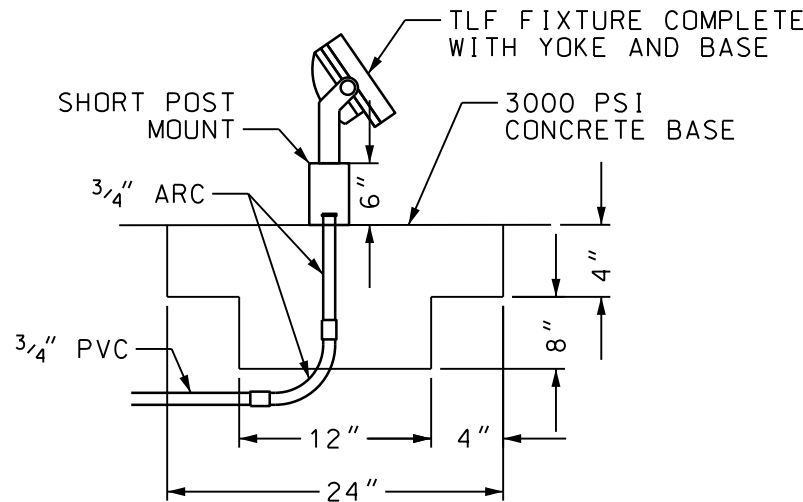 TLF FIXTURE COMPLETE
WITH YOKE AND BASE
SHORT POST
MOUNT
3000 PSI
CONCRETE BASE
3/4" ARC
6"
4"
8"
3/4" PVC
12"
4"
24"